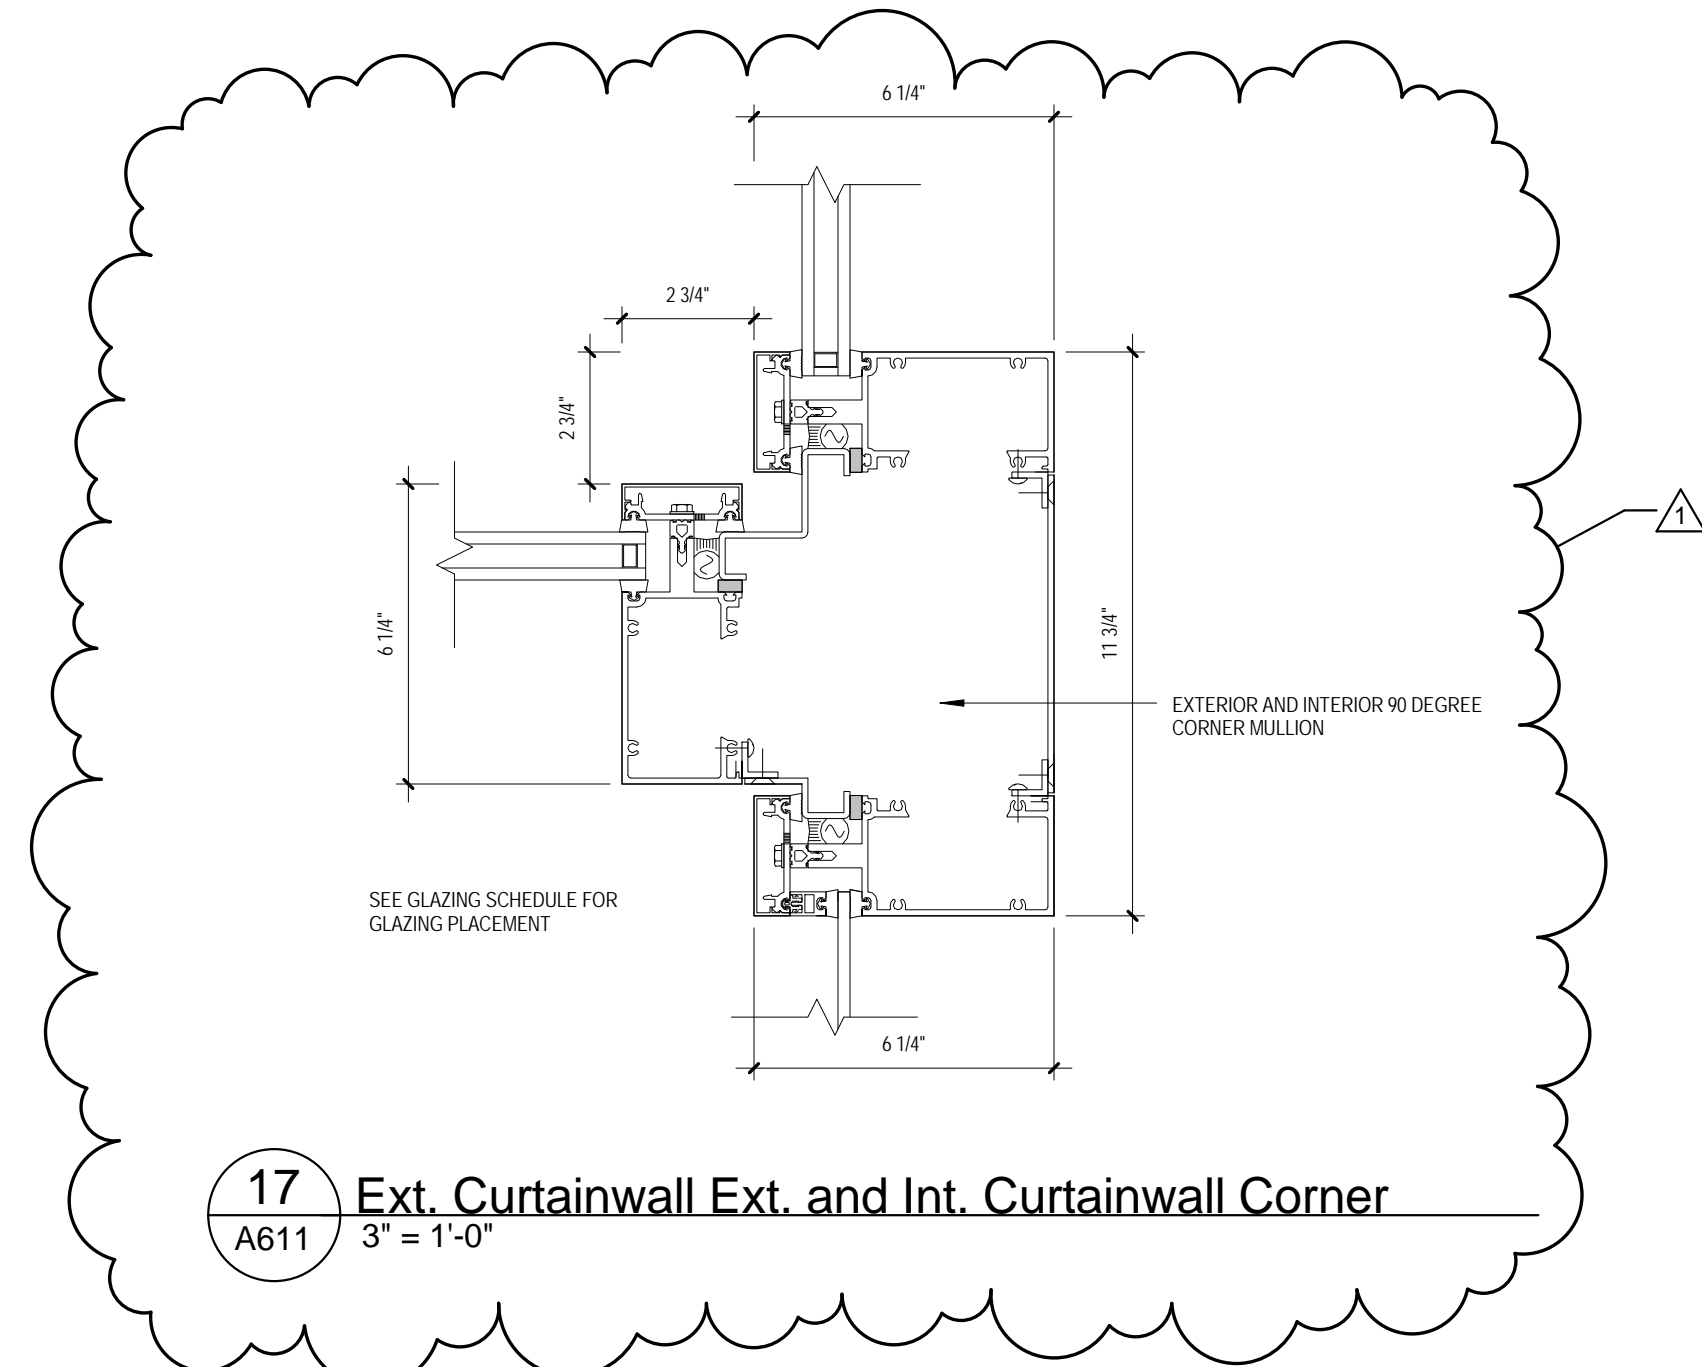 6 1/4"
2 3/4"
2 3/4"
6 1/4"
11 3/4"
1
EXTERIOR AND INTERIOR 90 DEGREE
CORNER MULLION
SEE GLAZING SCHEDULE FOR
GLAZING PLACEMENT
6 1/4"
17
A611
Ext. Curtainwall Ext. and Int. Curtainwall Corner
3" = 1'-0"